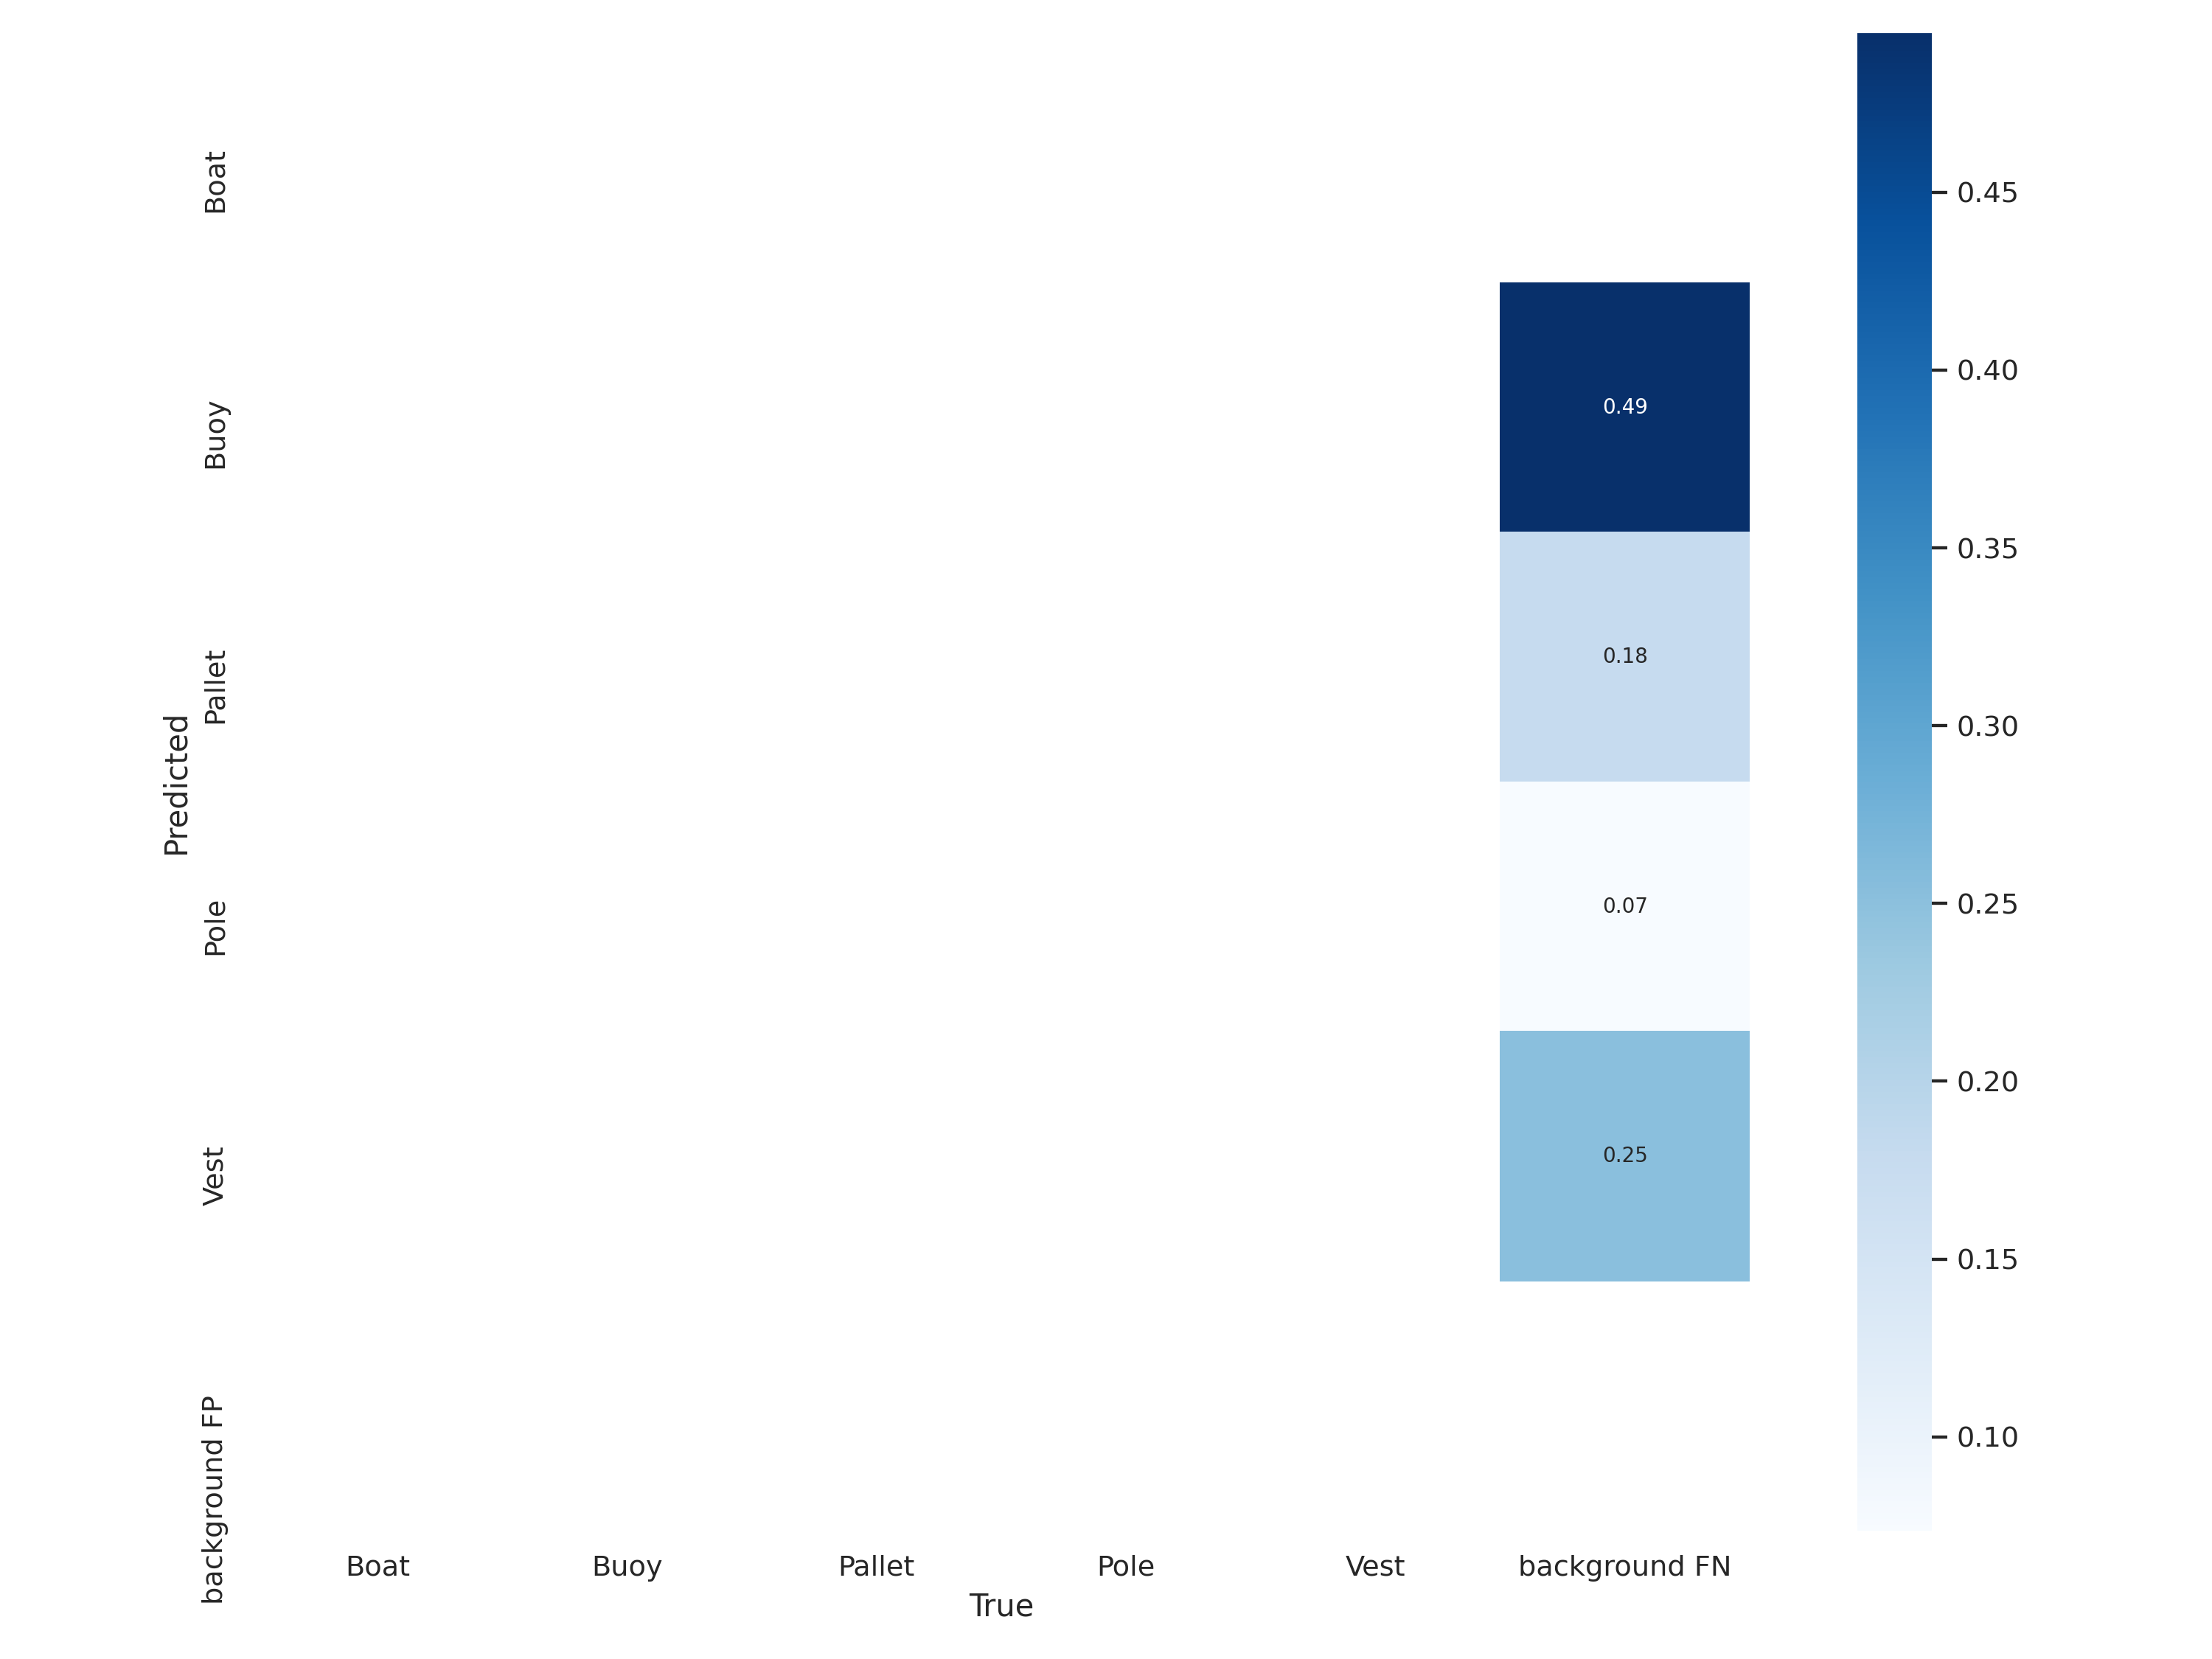 Predicted
Boat
Buoy
Pallet
Pole
Vest
background FP
0.49
0.18
0.07
0.25
Boat
Buoy
Pallet
Pole
Vest
background FN
True
0.45
0.40
0.35
0.30
0.25
0.20
0.15
0.10